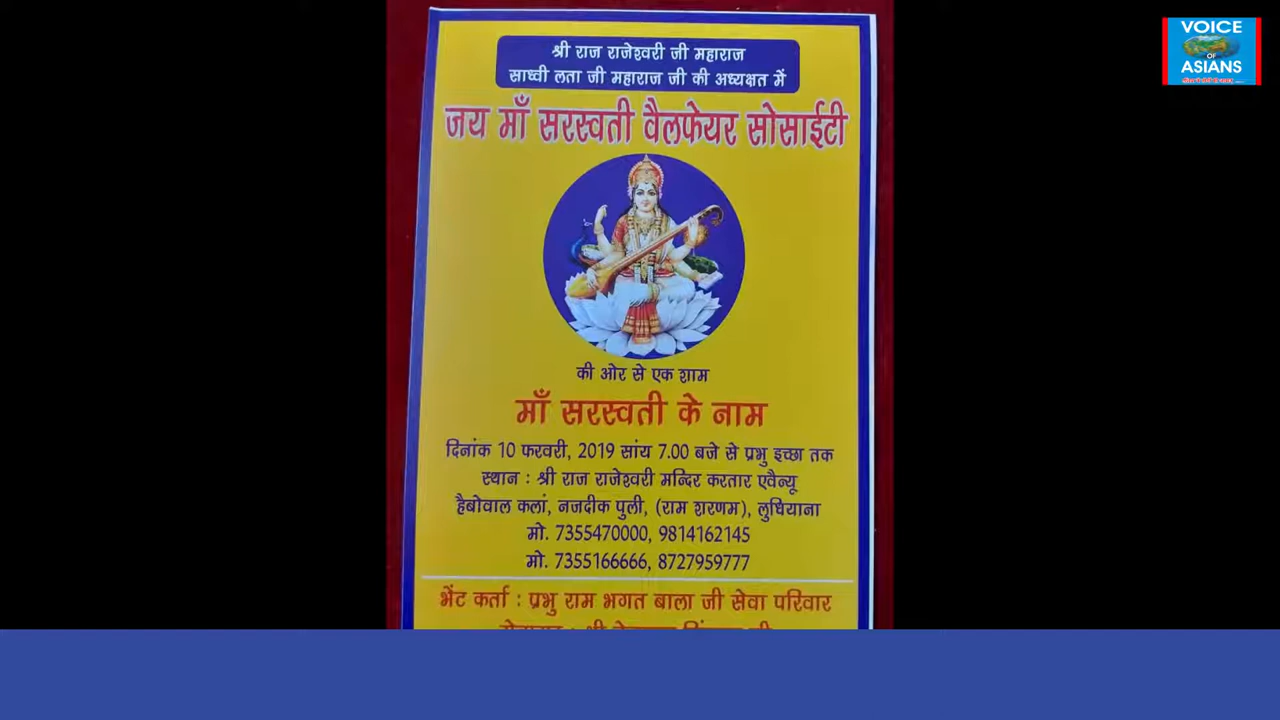 श्री राज राजेश्वरी जी महाराज
साध्वी लता जी महाराज जी की अध्यक्षत में
जय माँ सरस्वती वैलफेयर सोसाईटी
की ओर से एक शाम
माँ सरस्वती के नाम
दिनांक 10 फरवरी, 2019 सांय 7.00 बजे से प्रभु इच्छा तक
स्थान : श्री राज राजेश्वरी मन्दिर करतार एवैन्यू
हैबोवाल कलां, नजदीक पुली, (राम शरणम), लुधियाना
मो. 7355470000, 9814162145
मो. 7355166666, 8727959777
भेंट कर्ता : प्रभु राम भगत बाला जी सेवा परिवार
VOICE
OF
ASIANS